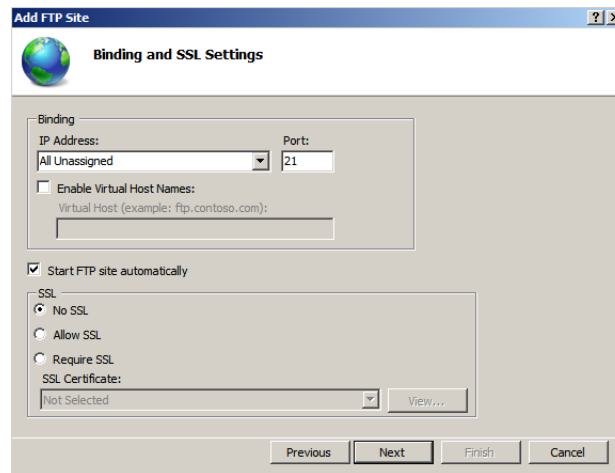 Add FTP Site
Binding and SSL Settings
Binding
IP Address: Port:
All Unassigned 21
Enable Virtual Host Names:
Virtual Host (example: ftp.contoso.com):
Start FTP site automatically
SSL
No SSL
Allow SSL
Require SSL
SSL Certificate:
Not Selected View...
Previous Next Finish Cancel